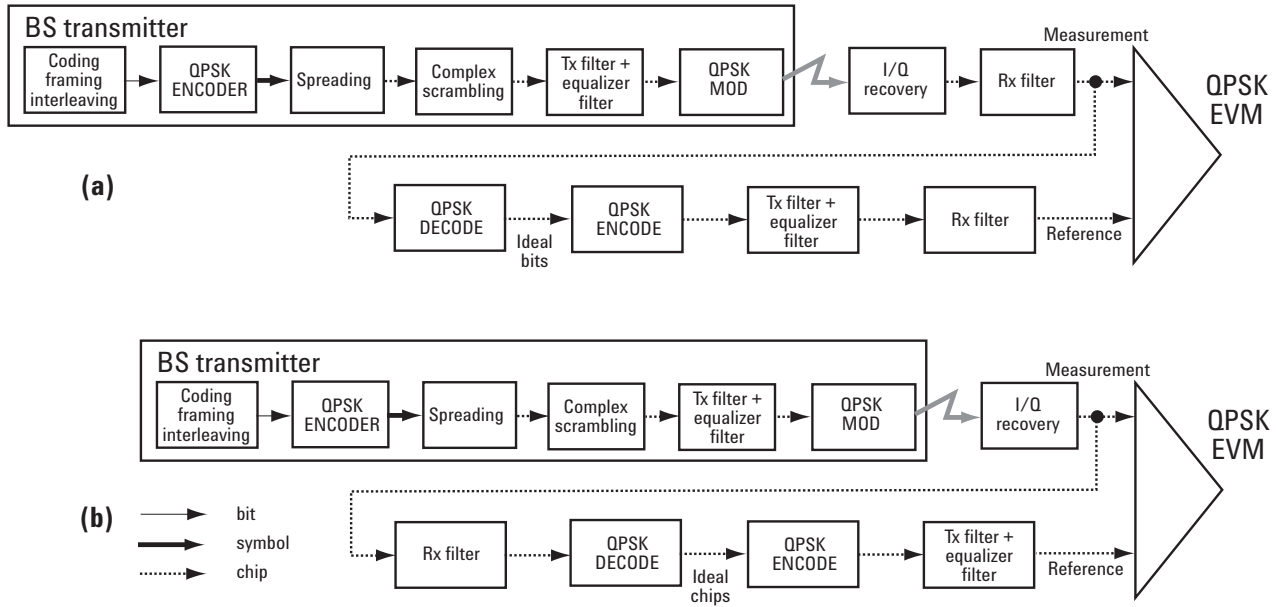 BS transmitter
Coding
framing
interleaving
QPSK
ENCODER
Spreading
Complex
scrambling
Tx filter +
equalizer
filter
QPSK
MOD
I/Q
recovery
Rx filter
Measurement
QPSK
EVM
(a)
QPSK
DECODE
Ideal
bits
QPSK
ENCODE
Tx filter +
equalizer
filter
Rx filter
Reference
BS transmitter
Coding
framing
interleaving
QPSK
ENCODER
Spreading
Complex
scrambling
Tx filter +
equalizer
filter
QPSK
MOD
I/Q
recovery
Measurement
QPSK
EVM
(b)
bit
symbol
chip
Rx filter
QPSK
DECODE
Ideal
chips
QPSK
ENCODE
Tx filter +
equalizer
filter
Reference